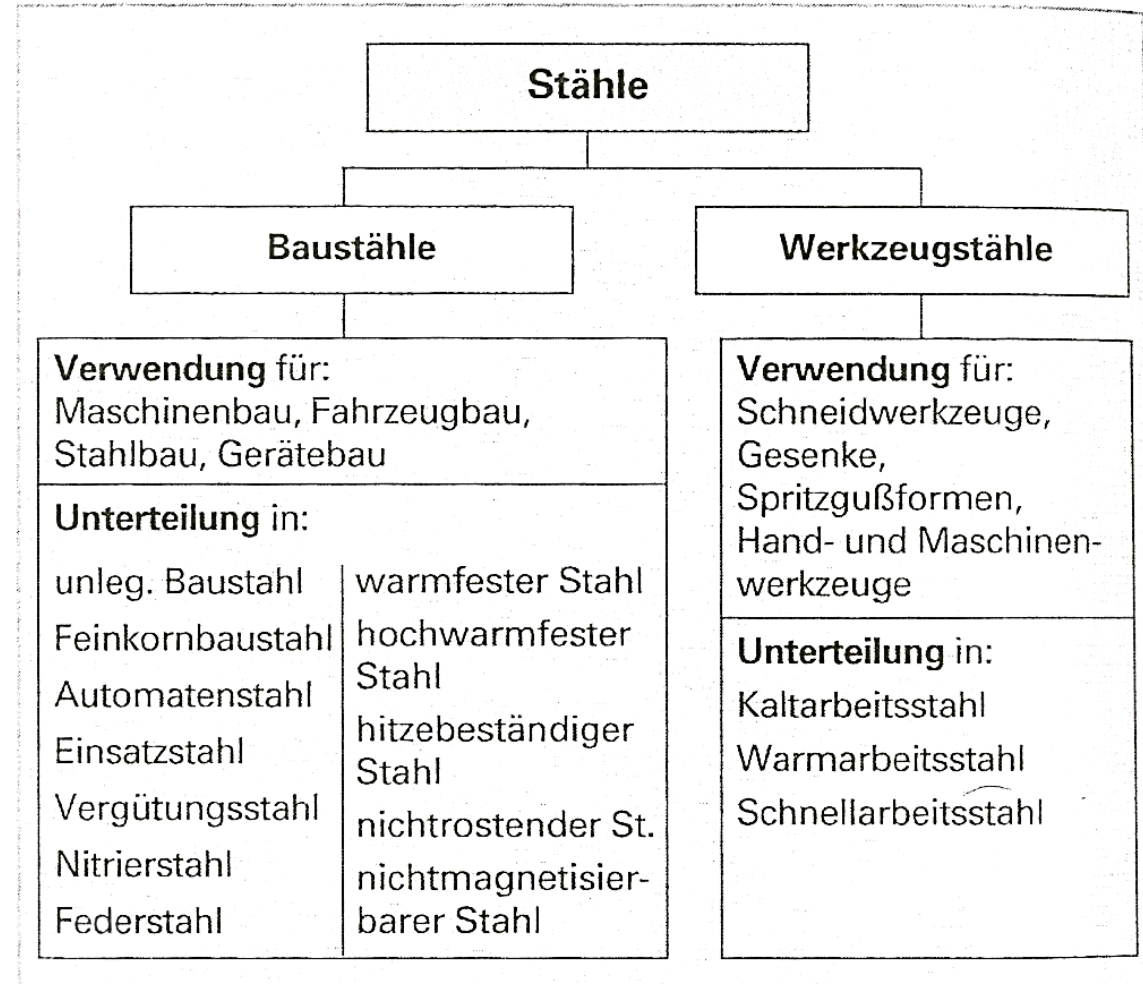 Stähle
Baustähle
Verwendung für:
Maschinenbau, Fahrzeugbau,
Stahlbau, Gerätebau
Unterteilung in:
unleg. Baustahl
Feinkornbaustahl
Automatenstahl
Einsatzstahl
Vergütungsstahl
Nitrierstahl
Federstahl
warmfester Stahl
hochwarmfester
Stahl
hitzebeständiger
Stahl
nichtrostender St.
nichtmagnetisier-
barer Stahl
Werkzeugstähle
Verwendung für:
Schneidwerkzeuge,
Gesenke,
Spritzgußformen,
Hand- und Maschinen-
werkzeuge
Unterteilung in:
Kaltarbeitsstahl
Warmarbeitsstahl
Schnellarbeitsstahl